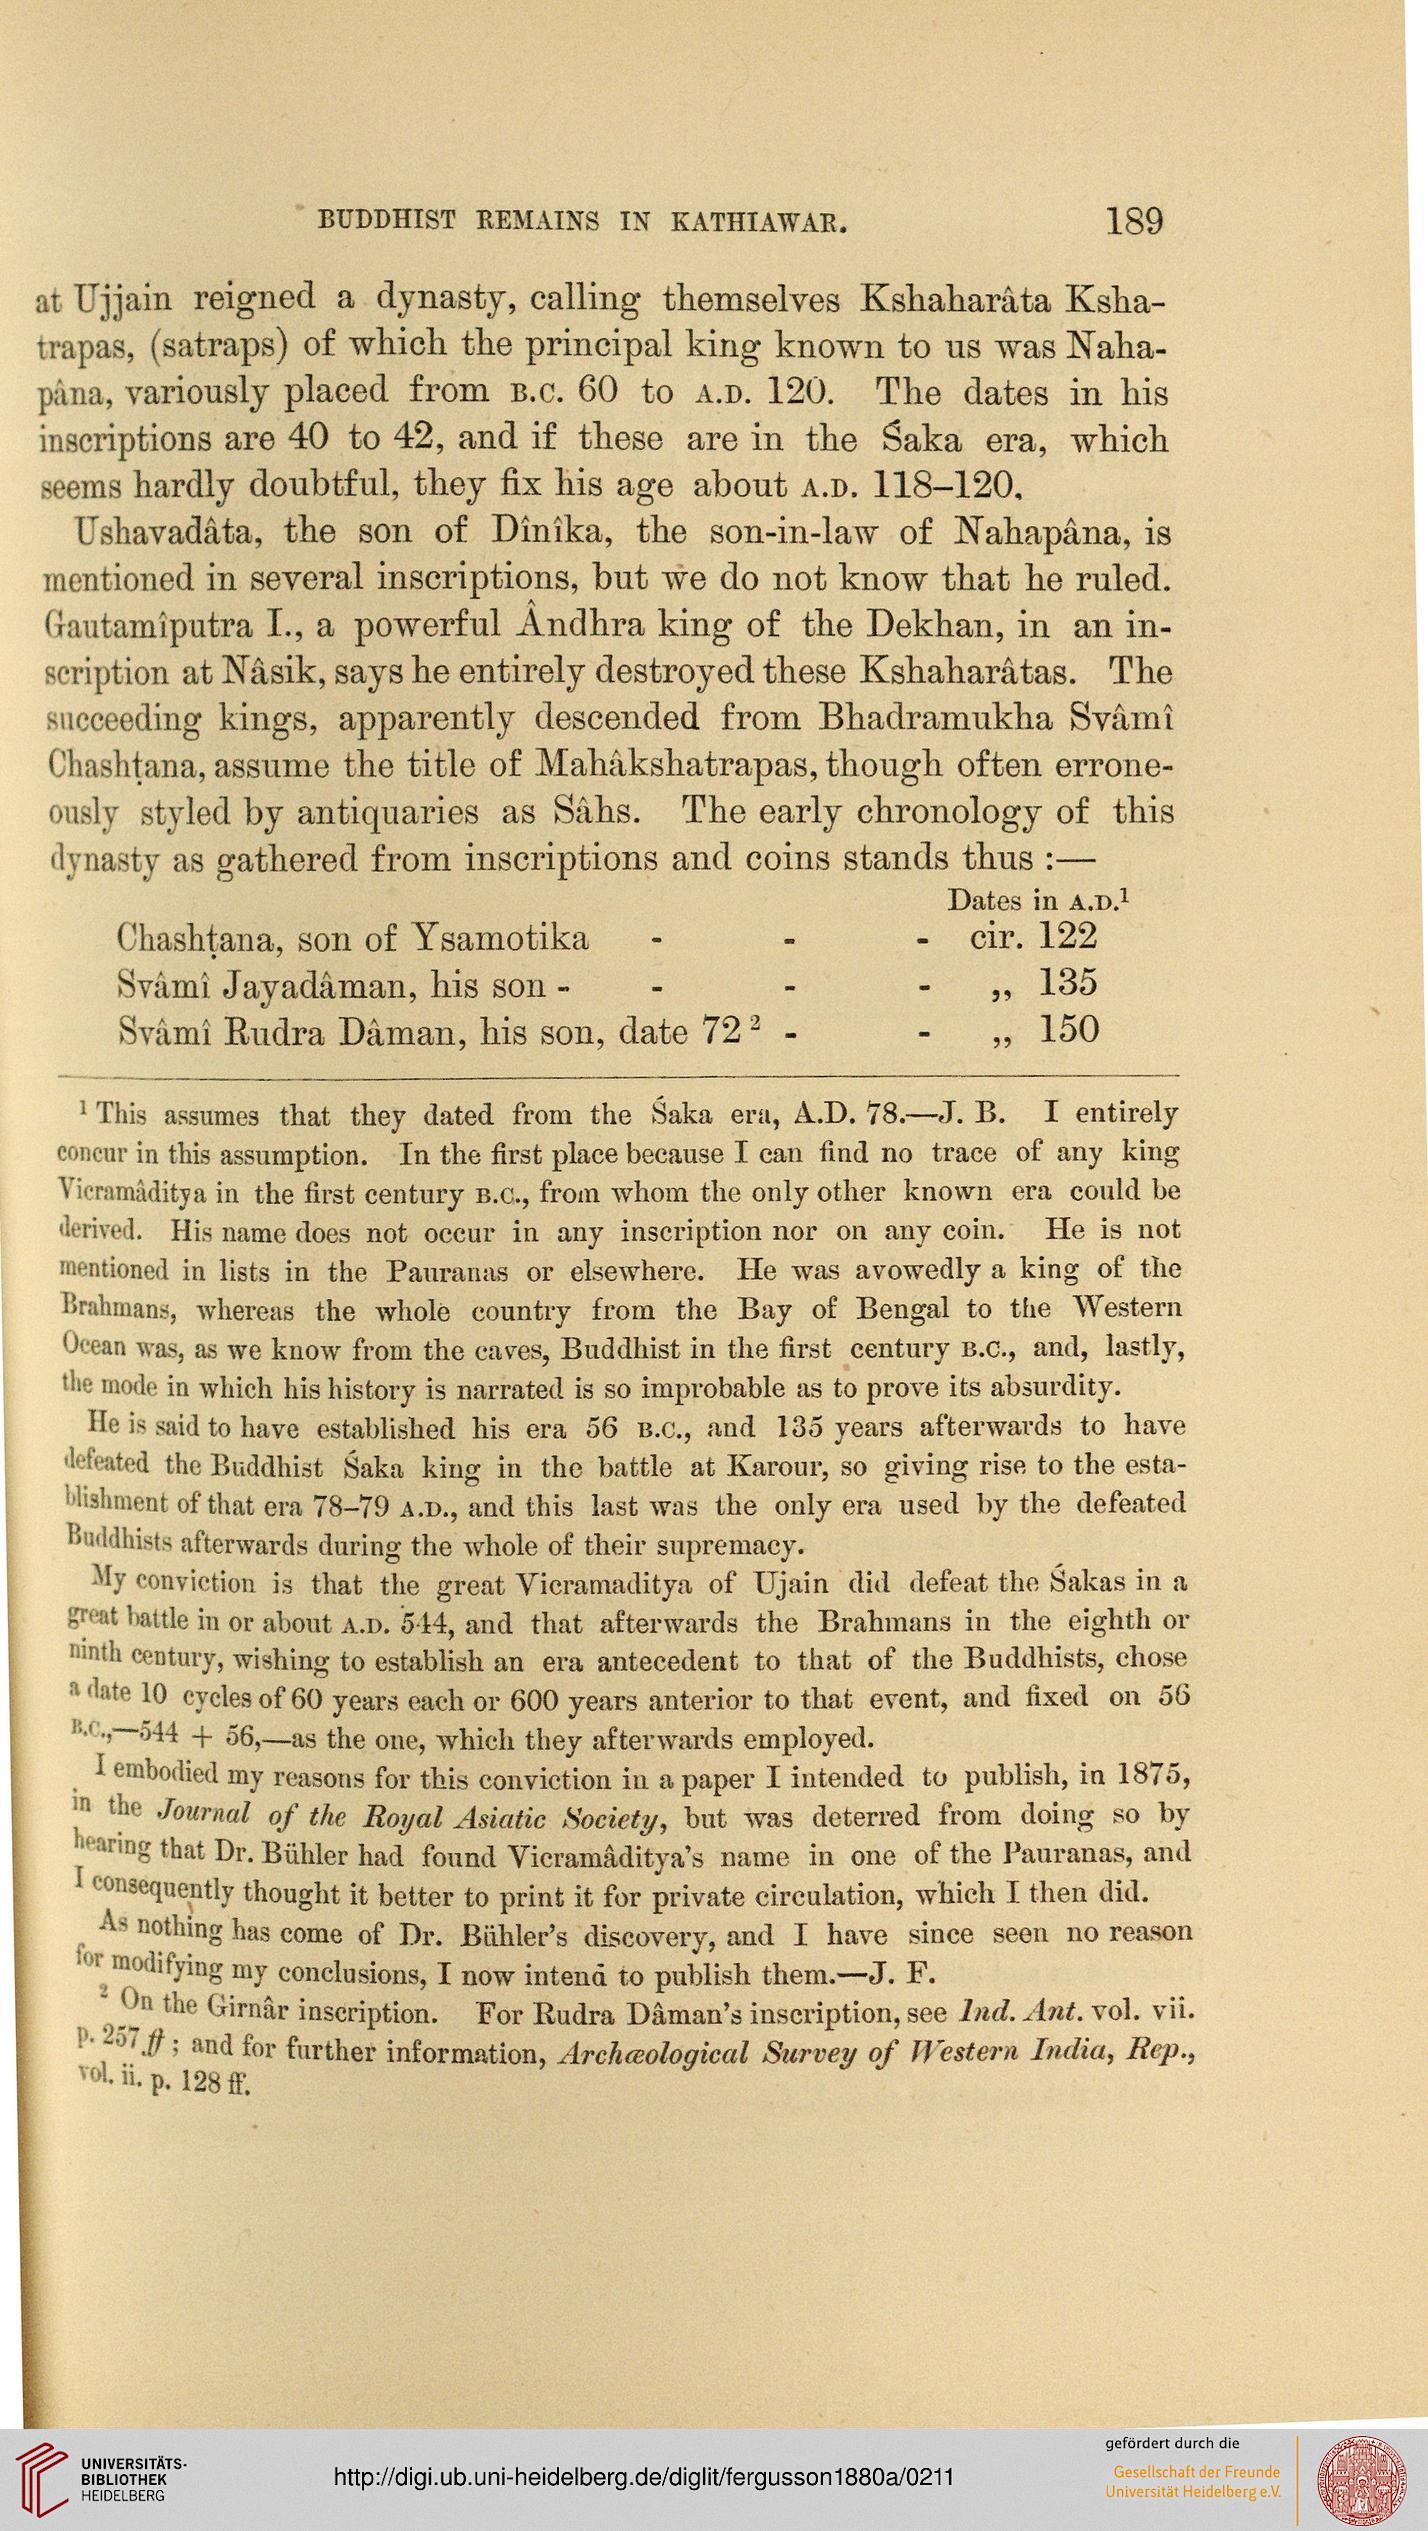 BUDDHIST REMAINS IN KATHIAWAR. 189
at Ujjain reigned a dynasty, calling themselves Kshaharâta Ksha-
trapas, (satraps) of which the principal king known to us was Naha-
pâna, variously placed from B.C. 60 to A.D. 120. The dates in his
inscriptions are 40 to 42, and if these are in the Śaka era, which
seems hardly doubtful, they fix his age about A.D. 118–120.
Ushavadâta, the son of Dînîka, the son-in-law of Nahapâna, is
mentioned in several inscriptions, but we do not know that he ruled.
Gautamîputra I., a powerful Ândhra king of the Dekhan, in an in-
scription at Nâsik, says he entirely destroyed these Kshaharâtas. The
succeeding kings, apparently descended from Bhadramukha Svâmî
Chashṭana, assume the title of Mahâkshatrapas, though often errone-
ously styled by antiquaries as Sâhs. The early chronology of this
dynasty as gathered from inscriptions and coins stands thus :—
Dates in A.D.¹
Chashṭana, son of Ysamotika - - - cir. 122
Svâmî Jayadâman, his son - - - - „ 135
Svâmî Rudra Dâman, his son, date 72 ² - - „ 150
¹ This assumes that they dated from the Śaka era, A.D. 78.—J. B. I entirely
concur in this assumption. In the first place because I can find no trace of any king
Vicramâditya in the first century B.C., from whom the only other known era could be
derived. His name does not occur in any inscription nor on any coin. He is not
mentioned in lists in the Pauranas or elsewhere. He was avowedly a king of the
Brahmans, whereas the whole country from the Bay of Bengal to the Western
Ocean was, as we know from the caves, Buddhist in the first century B.C., and, lastly,
the mode in which his history is narrated is so improbable as to prove its absurdity.
He is said to have established his era 56 B.C., and 135 years afterwards to have
defeated the Buddhist Śaka king in the battle at Karour, so giving rise to the esta-
blishment of that era 78–79 A.D., and this last was the only era used by the defeated
Buddhists afterwards during the whole of their supremacy.
My conviction is that the great Vicramaditya of Ujain did defeat the Śakas in a
great battle in or about A.D. 544, and that afterwards the Brahmans in the eighth or
ninth century, wishing to establish an era antecedent to that of the Buddhists, chose
a date 10 cycles of 60 years each or 600 years anterior to that event, and fixed on 56
B.C.,—544 + 56,—as the one, which they afterwards employed.
I embodied my reasons for this conviction in a paper I intended to publish, in 1875,
in the Journal of the Royal Asiatic Society, but was deterred from doing so by
hearing that Dr. Bühler had found Vicramâditya's name in one of the Pauranas, and
I consequently thought it better to print it for private circulation, which I then did.
As nothing has come of Dr. Bühler's discovery, and I have since seen no reason
for modifying my conclusions, I now intend to publish them.—J. F.
² On the Girnâr inscription. For Rudra Dâman's inscription, see Ind. Ant. vol. vii.
p. 257 ff ; and for further information, Archæological Survey of Western India, Rep.,
vol. ii. p. 128 ff.
UNIVERSITÄTS-
BIBLIOTHEK
HEIDELBERG
http://digi.ub.uni-heidelberg.de/diglit/fergusson1880a/0211
gefördert durch die
Gesellschaft der Freunde
Universität Heidelberg e.V.